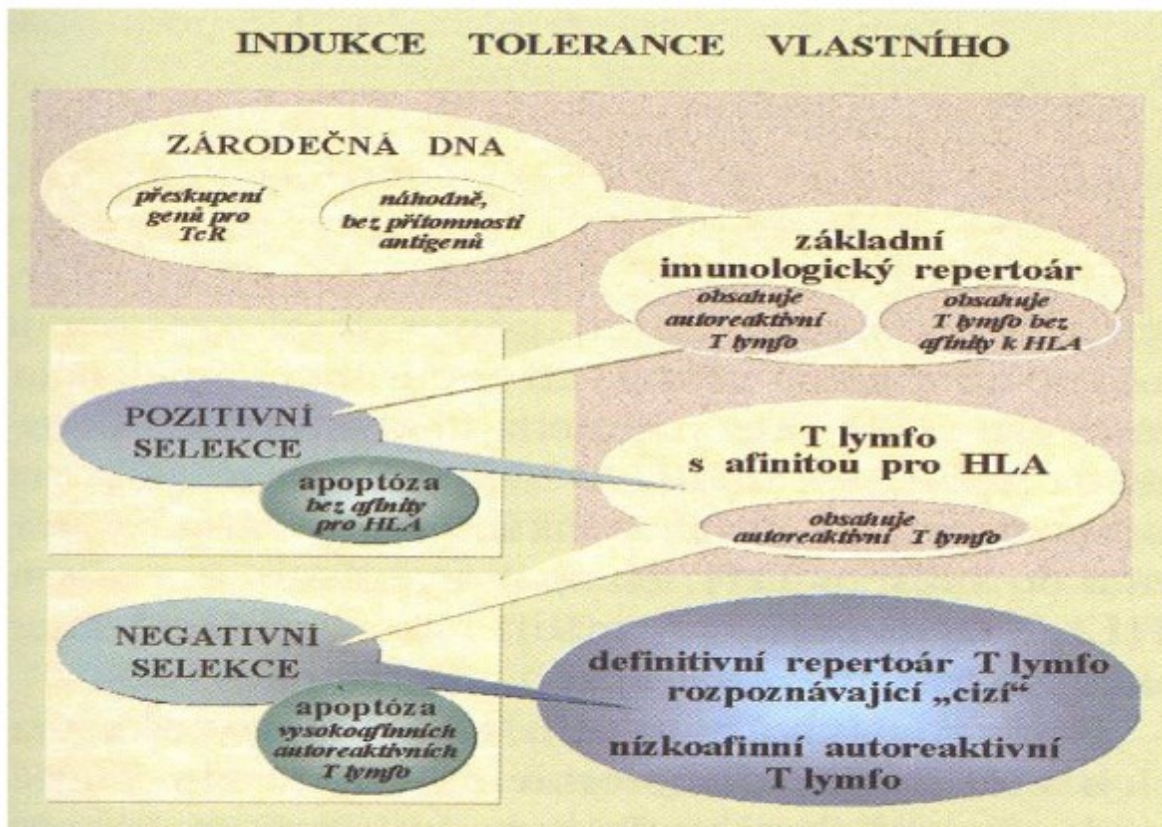 INDUKCE TOLERANCE VLASTNÍHO
ZÁRODEČNÁ DNA
přeskupení
genů pro
TcR
náhodně,
bez přítomnosti
antigenů
základní
imunologický repertoár
obsahuje
autoreaktivní
T lymfo
obsahuje
T lymfo bez
afinity k HLA
POZITIVNÍ
SELEKCE
apoptóza
bez afinity
pro HLA
T lymfo
s afinitou pro HLA
obsahuje
autoreaktivní T lymfo
NEGATIVNÍ
SELEKCE
apoptóza
vysokoafinních
autoreaktivních
T lymfo
definitivní repertoár T lymfo
rozpoznávající „cizí“
nízkoafinní autoreaktivní
T lymfo